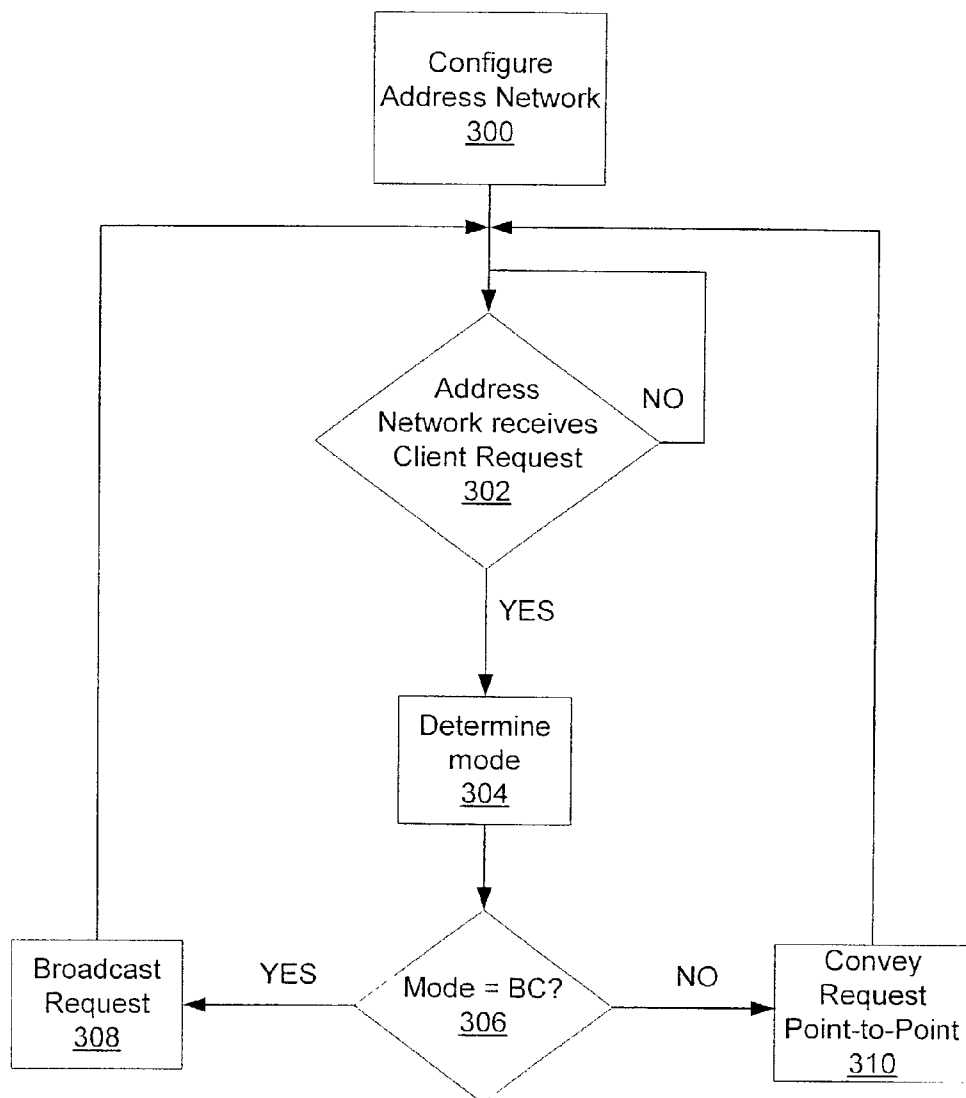 Configure
Address Network
300
Address
Network receives
Client Request
302
NO
YES
Determine
mode
304
Mode = BC?
306
YES
NO
Broadcast
Request
308
Convey
Request
Point-to-Point
310